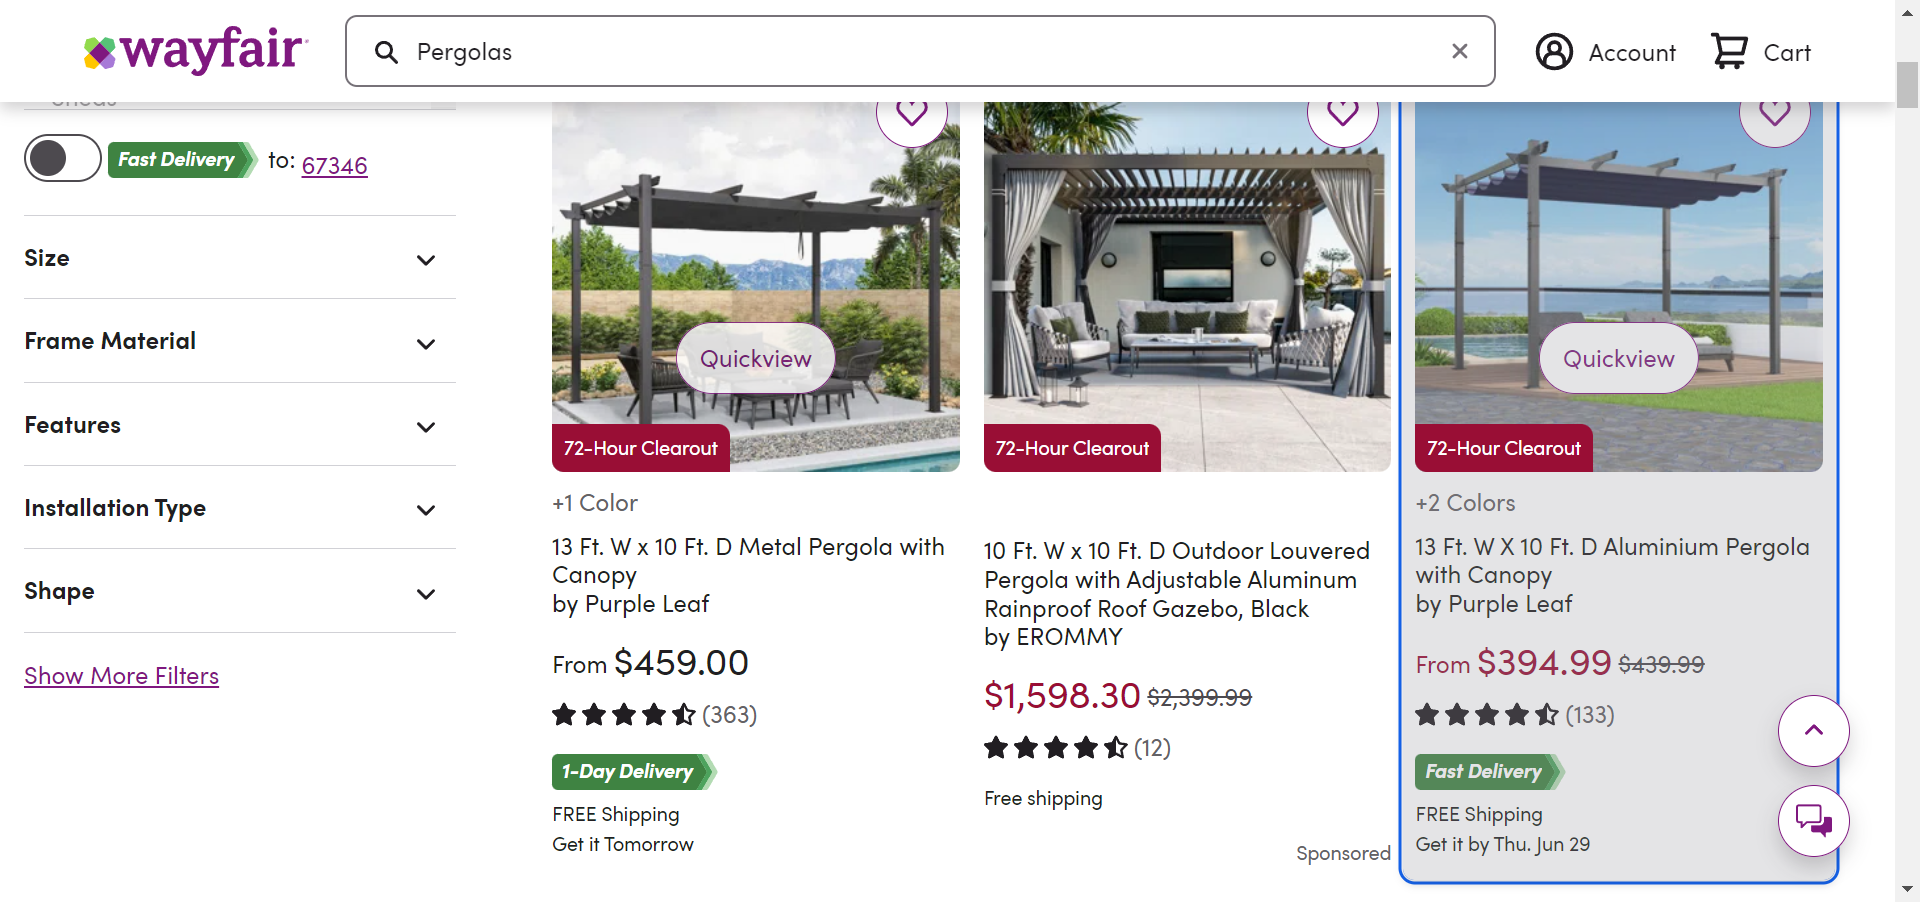 wayfair
Pergolas
Account
Cart
Sheds
Fast Delivery to: 67346
Size
Frame Material
Features
Installation Type
Shape
Show More Filters
Quickview
72-Hour Clearout
+1 Color
13 Ft. W x 10 Ft. D Metal Pergola with
Canopy
by Purple Leaf
From $459.00
(363)
1-Day Delivery
FREE Shipping
Get it Tomorrow
72-Hour Clearout
10 Ft. W x 10 Ft. D Outdoor Louvered
Pergola with Adjustable Aluminum
Rainproof Roof Gazebo, Black
by EROMMY
$1,598.30 $2,399.99
(12)
Free shipping
Sponsored
Quickview
72-Hour Clearout
+2 Colors
13 Ft. W X 10 Ft. D Aluminium Pergola
with Canopy
by Purple Leaf
From $394.99 $439.99
(133)
Fast Delivery
FREE Shipping
Get it by Thu. Jun 29